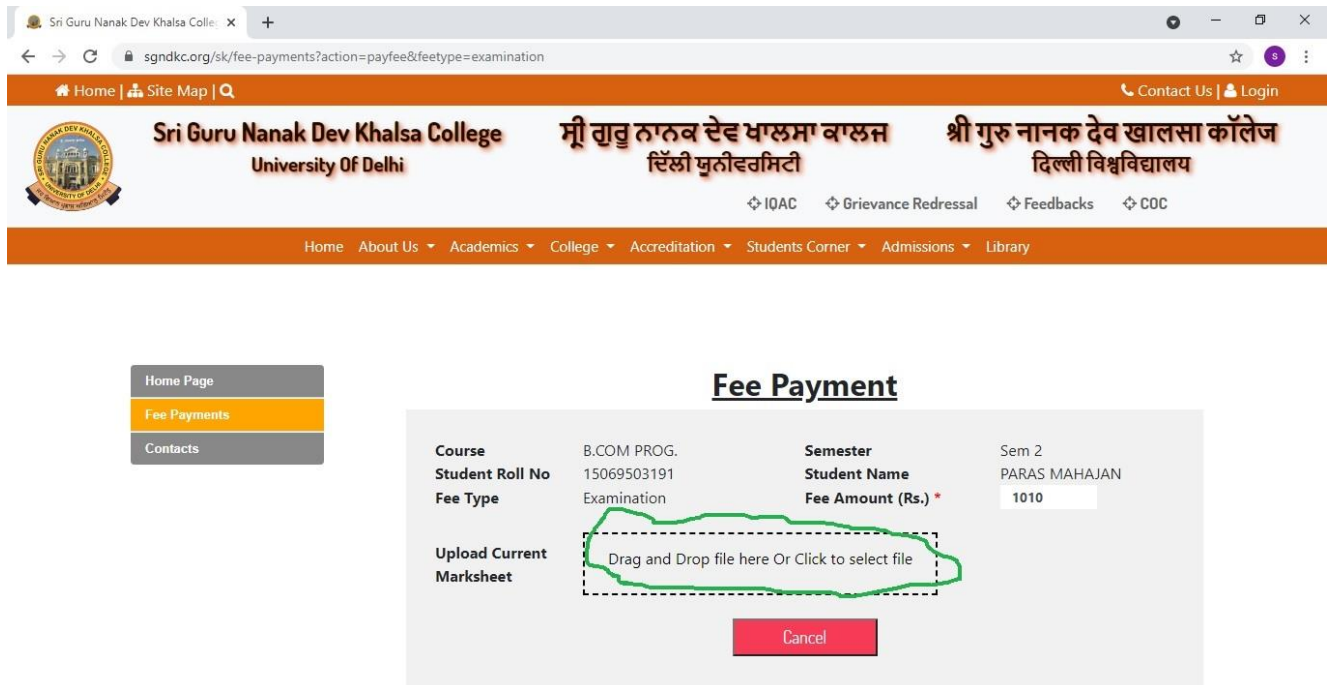 Sri Guru Nanak Dev Khalsa Colle
sgndkc.org/sk/fee-payments?action=payfee&feetype=examination
S
Home | Site Map |
Contact Us | Login
Sri Guru Nanak Dev Khalsa College
University Of Delhi
ਸ੍ਰੀ ਗੁਰੂ ਨਾਨਕ ਦੇਵ ਖਾਲਸਾ ਕਾਲਜ
ਦਿੱਲੀ ਯੂਨੀਵਰਸਿਟੀ
श्री गुरु नानक देव खालसा कॉलेज
दिल्ली विश्वविद्यालय
IQAC Grievance Redressal Feedbacks COC
Home About Us Academics College Accreditation Students Corner Admissions Library
Home Page
Fee Payments
Contacts
Fee Payment
Course B.COM PROG. Semester Sem 2
Student Roll No 15069503191 Student Name PARAS MAHAJAN
Fee Type Examination Fee Amount (Rs.) * 1010
Upload Current
Marksheet
Drag and Drop file here Or Click to select file
Cancel